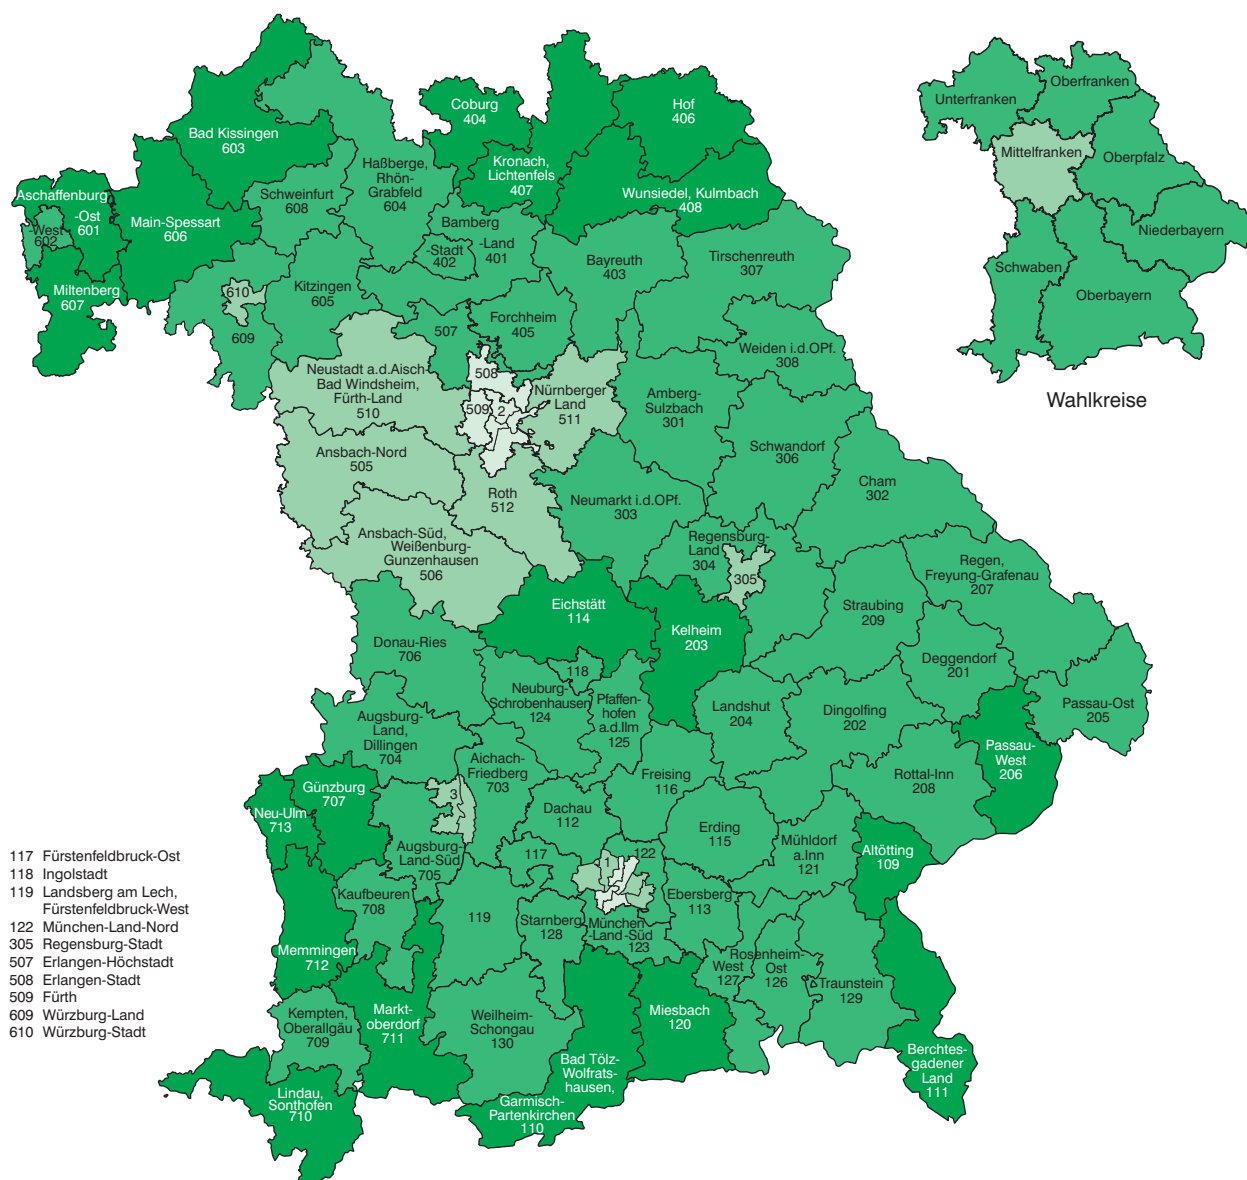 Coburg
404
Hof
406
Bad Kissingen
603
Kronach,
Lichtenfels
407
Haßberge,
Rhön-
Grabfeld
604
Wunsiedel, Kulmbach
408
Aschaffenburg
-Ost
601
-West
602
Main-Spessart
606
Schweinfurt
608
Bamberg
-Land
401
-Stadt
402
Bayreuth
403
Tirschenreuth
307
Miltenberg
607
610
609
Kitzingen
605
507
Forchheim
405
Weiden i.d.OPf.
308
Neustadt a.d.Aisch-
Bad Windsheim,
Fürth-Land
510
508
509
2
Nürnberger
Land
511
Amberg-
Sulzbach
301
Schwandorf
306
Ansbach-Nord
505
Roth
512
Neumarkt i.d.OPf.
303
Cham
302
Ansbach-Süd,
Weißenburg-
Gunzenhausen
506
Regensburg-
Land
304
305
Regen,
Freyung-Grafenau
207
Eichstätt
114
Kelheim
203
Straubing
209
Donau-Ries
706
118
Deggendorf
201
Neuburg-
Schrobenhausen
124
Pfaffen-
hofen
a.d.Ilm
125
Landshut
204
Dingolfing
202
Passau-Ost
205
Augsburg-
Land,
Dillingen
704
Aichach-
Friedberg
703
Freising
116
Passau-
West
206
Rottal-Inn
208
Günzburg
707
3
Dachau
112
Neu-Ulm
713
Erding
115
Mühldorf
a.Inn
121
Altötting
109
Augsburg-
Land-Süd
705
117
1
122
Kaufbeuren
708
119
Starnberg
128
München
-Land-Süd
123
Ebersberg
113
Memmingen
712
Rosenheim-
West
127
Ost
126
Traunstein
129
Kempten,
Oberallgäu
709
Markt-
oberdorf
711
Weilheim-
Schongau
130
Miesbach
120
Bad Tölz-
Wolfrats-
hausen,
Garmisch-
Partenkirchen
110
Berchtes-
gadener
Land
111
Lindau,
Sonthofen
710
Unterfranken
Oberfranken
Mittelfranken
Oberpfalz
Niederbayern
Schwaben
Oberbayern
Wahlkreise
117 Fürstenfeldbruck-Ost
118 Ingolstadt
119 Landsberg am Lech,
Fürstenfeldbruck-West
122 München-Land-Nord
305 Regensburg-Stadt
507 Erlangen-Höchstadt
508 Erlangen-Stadt
509 Fürth
609 Würzburg-Land
610 Würzburg-Stadt